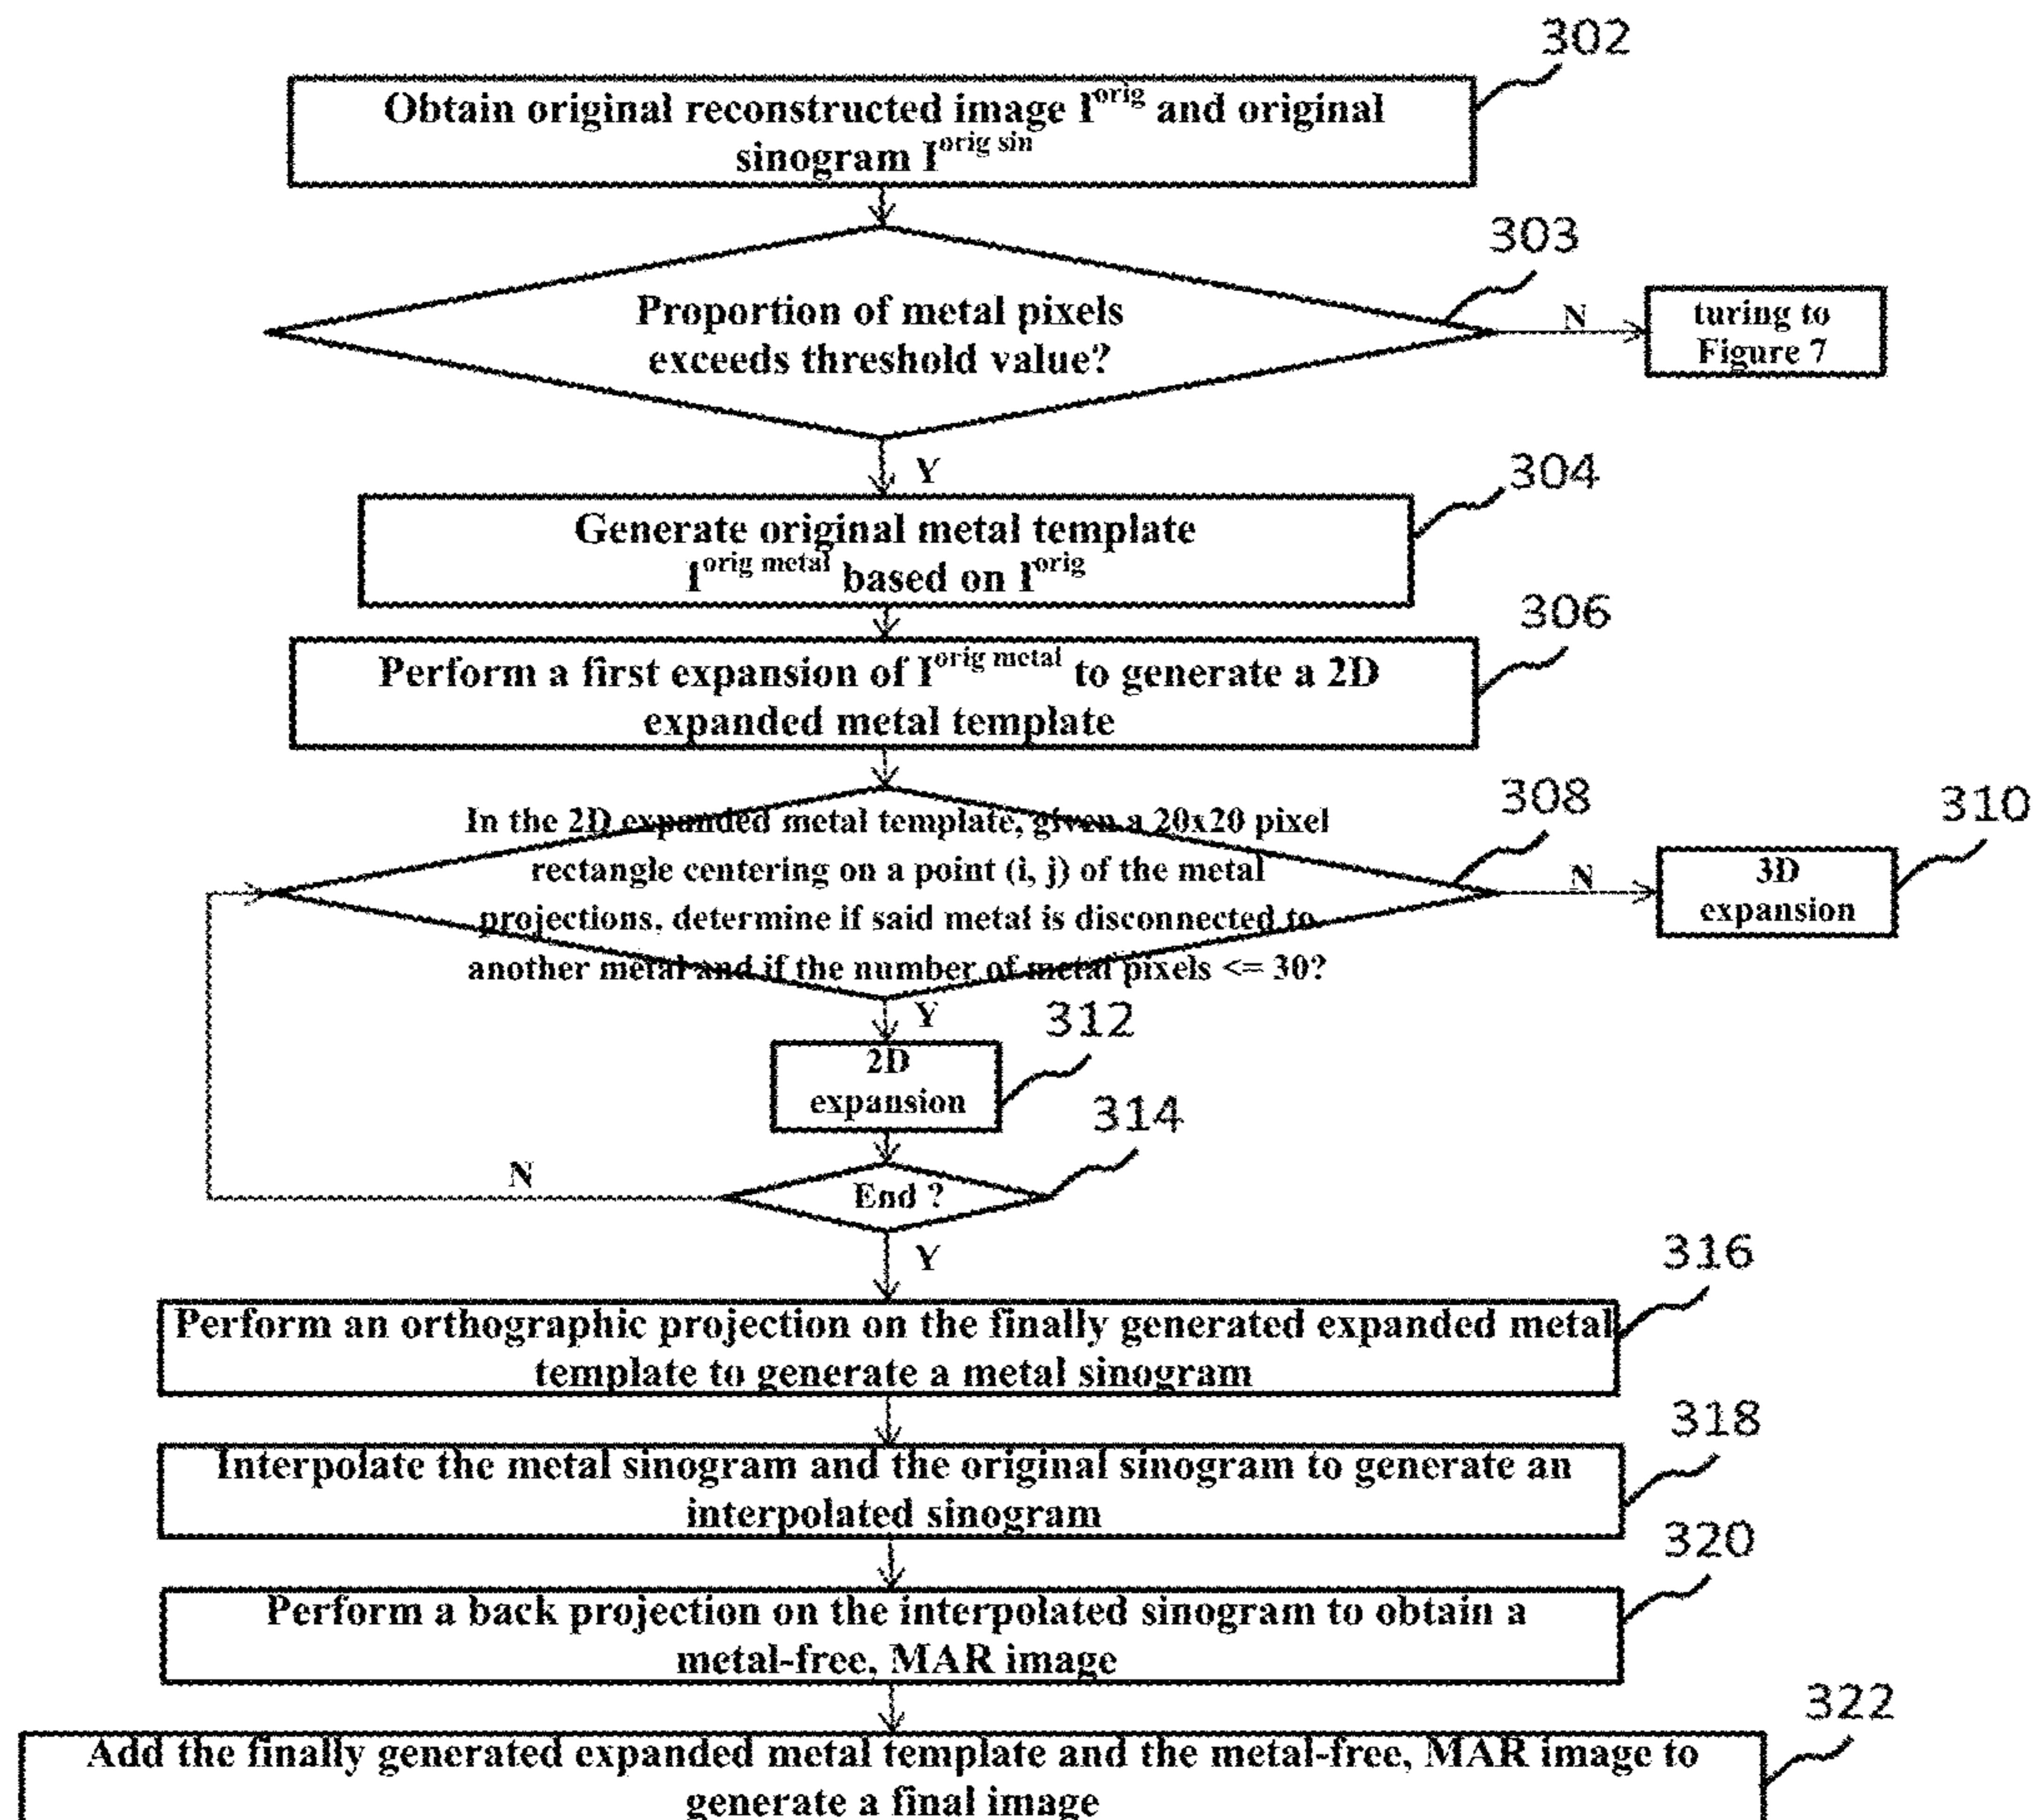 302
Obtain original reconstructed image I^orig and original
sinogram I^orig sin
303
Proportion of metal pixels
exceeds threshold value?
N
turing to
Figure 7
Y
304
Generate original metal template
I^orig metal based on I^orig
306
Perform a first expansion of I^orig metal to generate a 2D
expanded metal template
308
310
In the 2D expanded metal template, given a 20x20 pixel
rectangle centering on a point (i, j) of the metal
projections, determine if said metal is disconnected to
another metal and if the number of metal pixels <= 30?
N
3D
expansion
Y
312
2D
expansion
314
N
End ?
Y
316
Perform an orthographic projection on the finally generated expanded metal
template to generate a metal sinogram
318
Interpolate the metal sinogram and the original sinogram to generate an
interpolated sinogram
320
Perform a back projection on the interpolated sinogram to obtain a
metal-free, MAR image
322
Add the finally generated expanded metal template and the metal-free, MAR image to
generate a final image